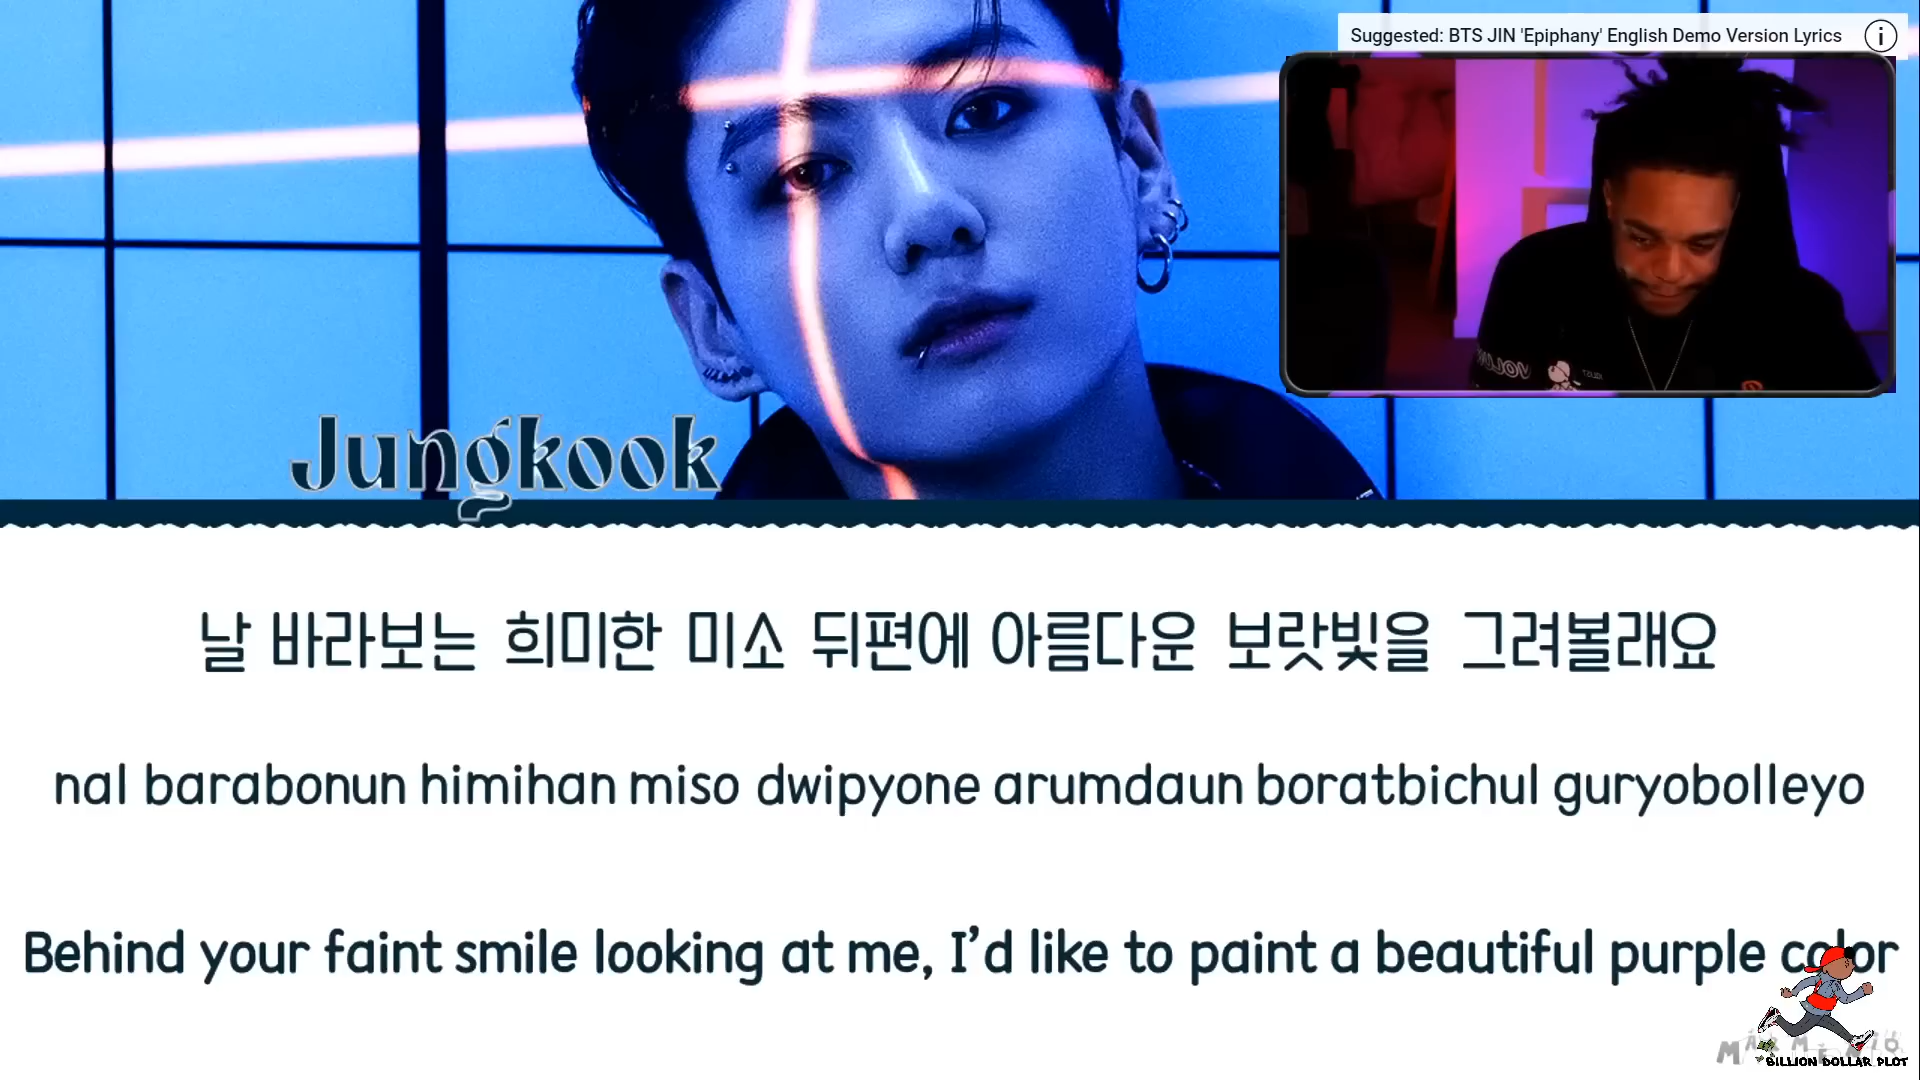 Suggested: BTS JIN 'Epiphany' English Demo Version Lyrics
Jungkook
날 바라보는 희미한 미소 뒤편에 아름다운 보랏빛을 그려볼래요
nal barabonun himihan miso dwipyone arumdaun boratbichul guryobolleyo
Behind your faint smile looking at me, I'd like to paint a beautiful purple color
BILLION DOLLAR PLOT